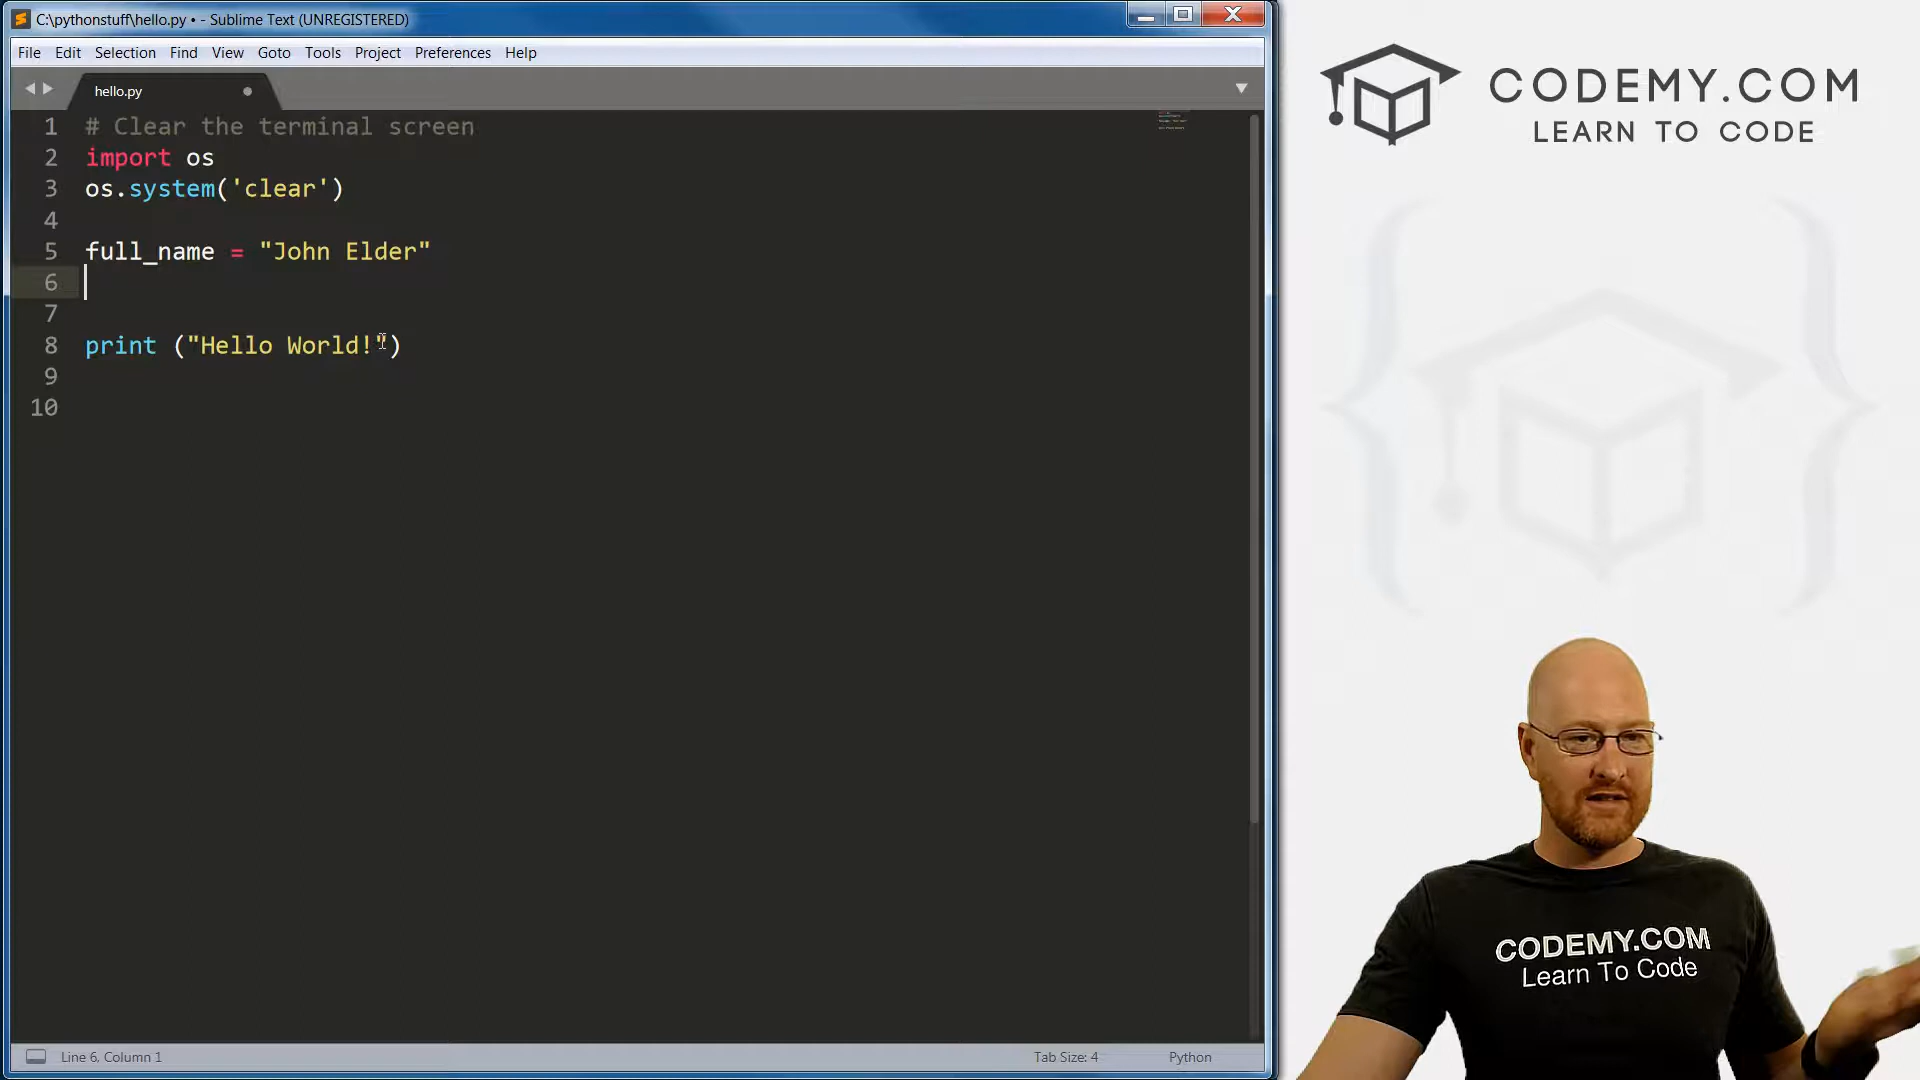 C:\pythonstuff\hello.py • - Sublime Text (UNREGISTERED)
File Edit Selection Find View Goto Tools Project Preferences Help
hello.py
1 # Clear the terminal screen
2 import os
3 os.system('clear')
4
5 full_name = "John Elder"
6
7
8 print ("Hello World!")
9
10
Line 6, Column 1
Tab Size: 4
Python
CODEMY.COM
LEARN TO CODE
CODEMY.COM
Learn To Code